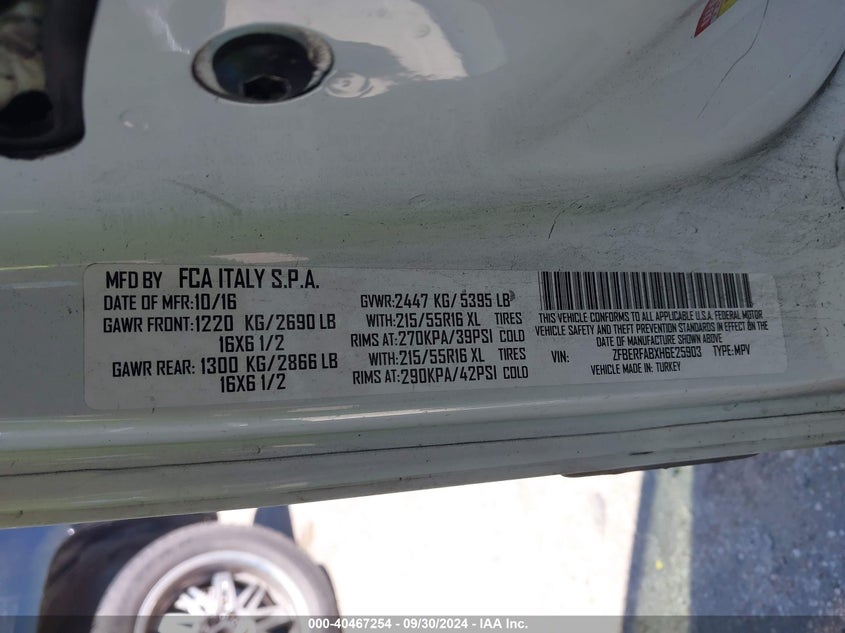 MFD BY FCA ITALY S.P.A.
DATE OF MFR: 10/16 GVWR: 2447 KG/ 5395 LB
GAWR FRONT: 1220 KG/ 2690 LB WITH: 215/55R16 XL TIRES
16X6 1/2 RIMS AT: 270KPA/39PSI COLD
GAWR REAR: 1300 KG/ 2866 LB WITH: 215/55R16 XL TIRES
16X6 1/2 RIMS AT: 290KPA/42PSI COLD
THIS VEHICLE CONFORMS TO ALL APPLICABLE U.S.A. FEDERAL MOTOR
VEHICLE SAFETY, BUMPER, AND THEFT PREVENTION STANDARDS IN EFFECT ON THE
DATE OF MANUFACTURE SHOWN ABOVE
VIN: ZFBERFABXH6E25903 TYPE: MPV
VEHICLE MADE IN: TURKEY
000-40467254 - 09/30/2024 - IAA Inc.